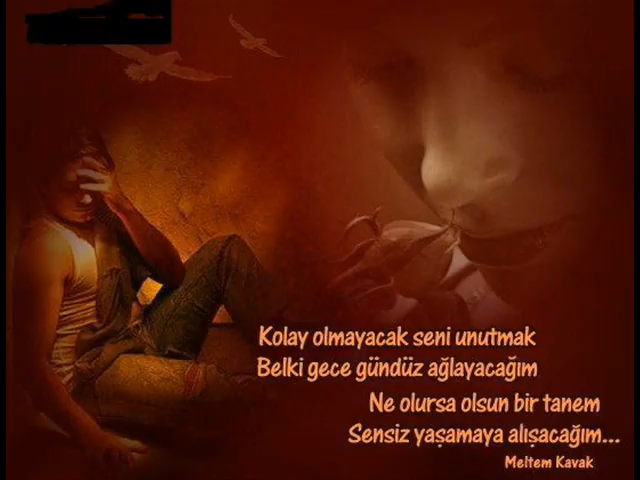 Kolay olmayacak seni unutmak
Belki gece gündüz ağlayacağım
Ne olursa olsun bir tanem
Sensiz yaşamaya alışacağım...
Meltem Kavak